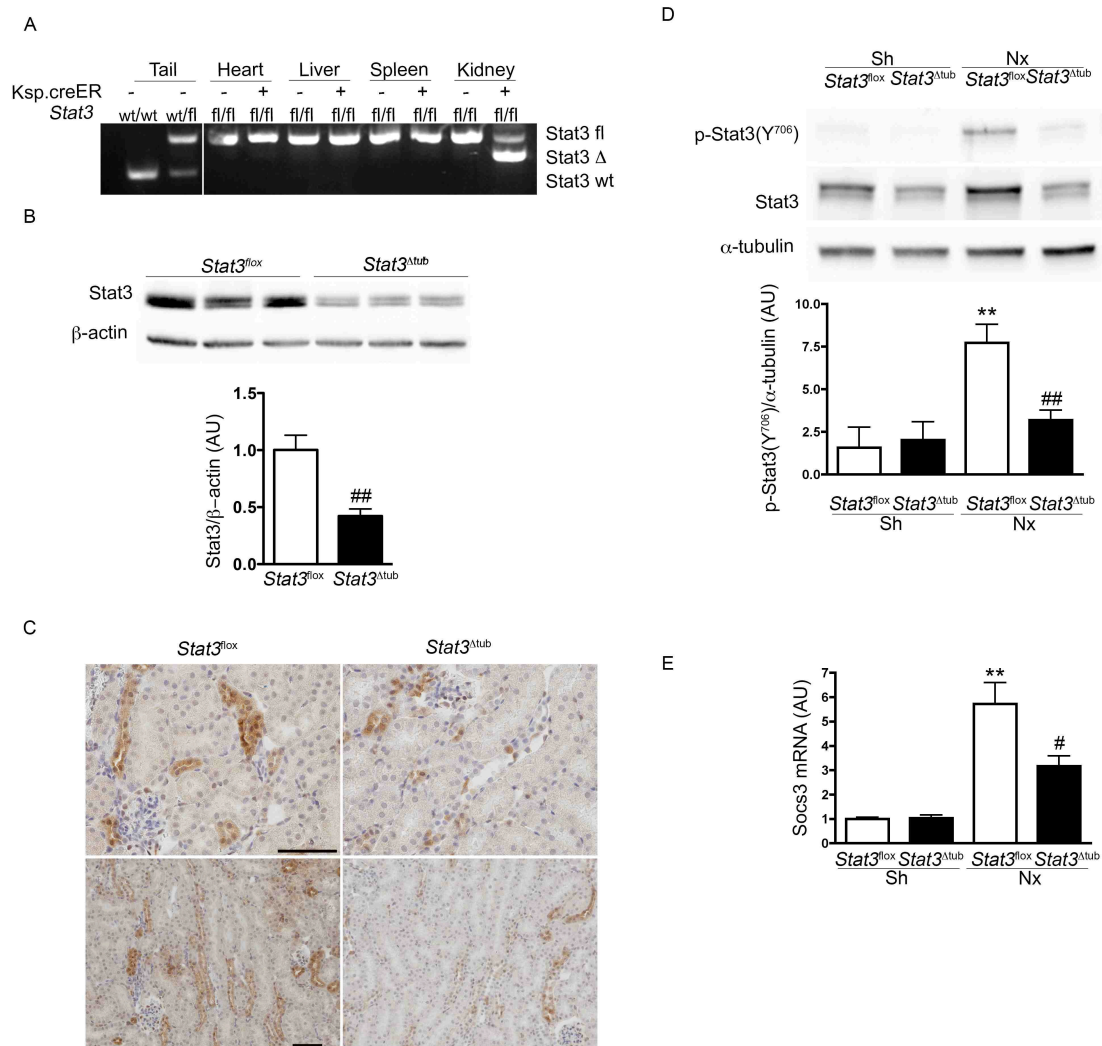 A
Tail Heart Liver Spleen Kidney
Ksp.creER - - - + - + - + - +
Stat3 wt/wt wt/fl fl/fl fl/fl fl/fl fl/fl fl/fl fl/fl fl/fl fl/fl
Stat3 fl
Stat3 Δ
Stat3 wt
B
Stat3flox Stat3Δtub
Stat3
β-actin
Stat3/β-actin (AU)
1.5
1.0
0.5
0.0
##
Stat3flox Stat3Δtub
C
Stat3flox Stat3Δtub
D
Sh Nx
Stat3flox Stat3Δtub Stat3flox Stat3Δtub
p-Stat3(Y706)
Stat3
α-tubulin
p-Stat3(Y706)/α-tubulin (AU)
10.0
7.5
5.0
2.5
0.0
**
##
Stat3flox Stat3Δtub Stat3flox Stat3Δtub
Sh Nx
E
Socs3 mRNA (AU)
7
6
5
4
3
2
1
0
**
#
Stat3flox Stat3Δtub Stat3flox Stat3Δtub
Sh Nx